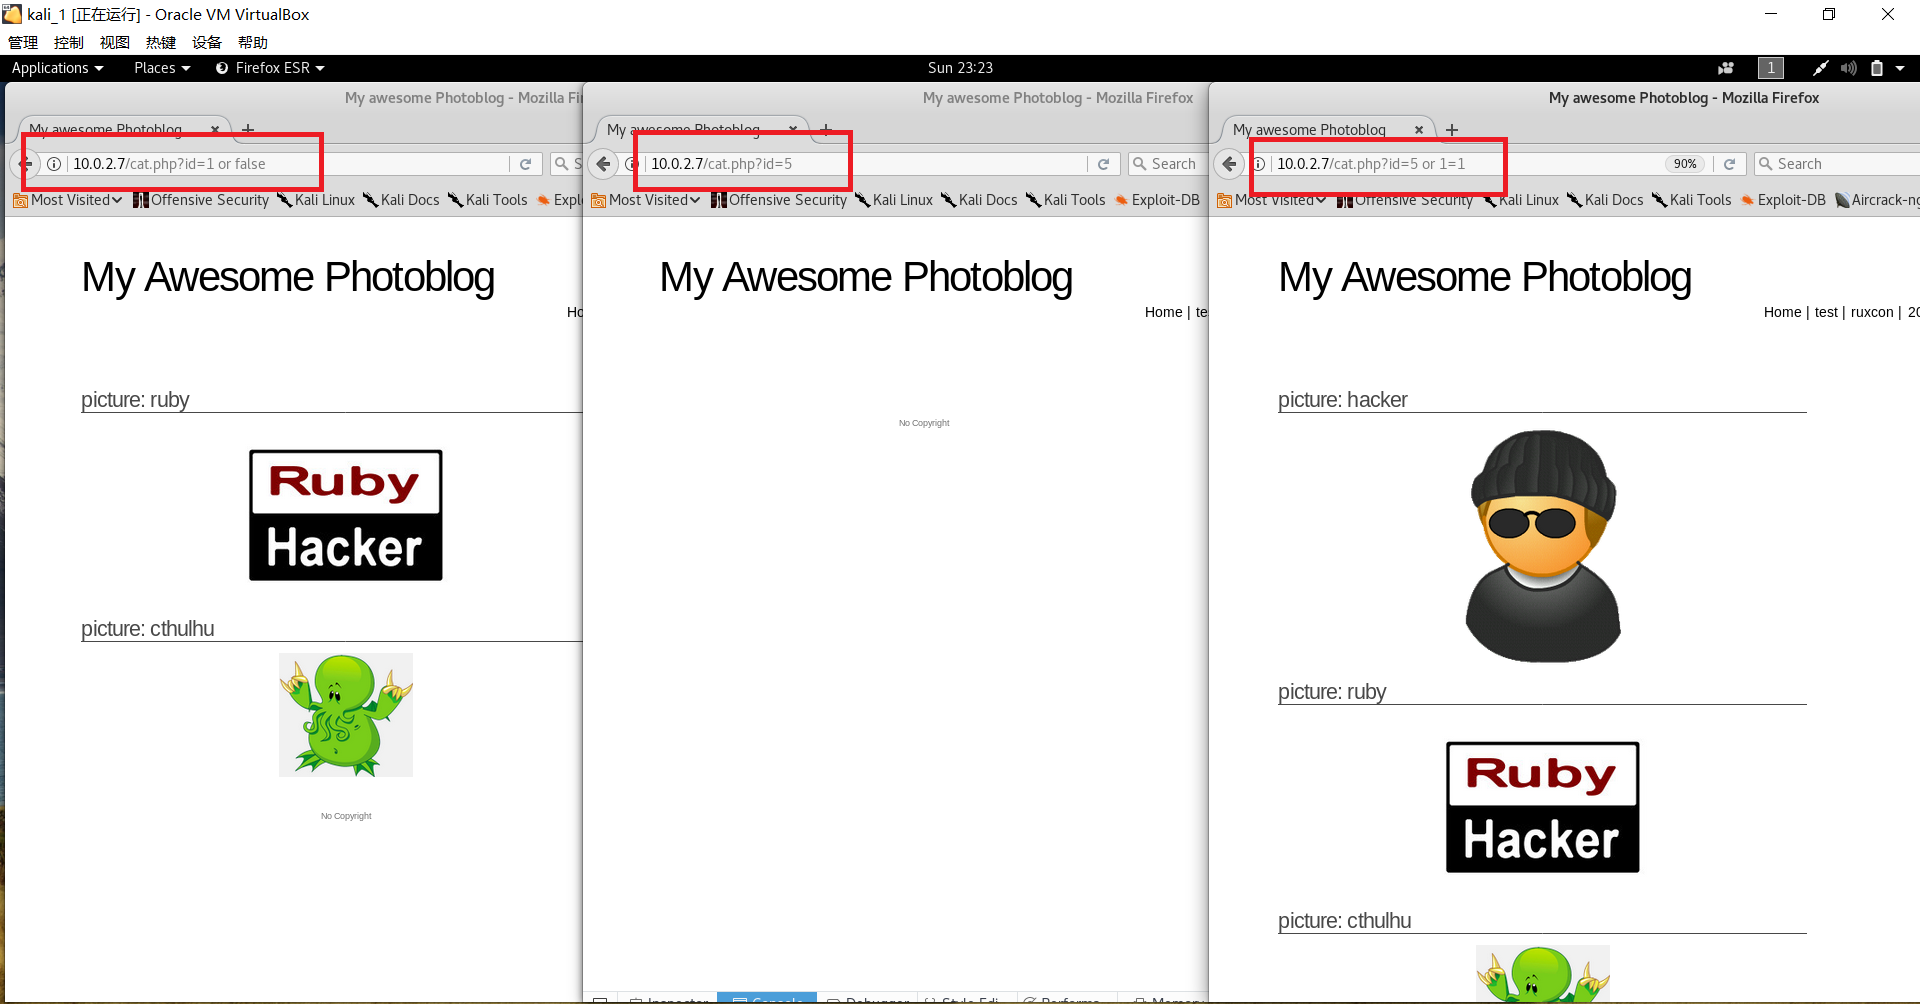 kali_1 [正在运行] - Oracle VM VirtualBox
管理 控制 视图 热键 设备 帮助
Applications Places Firefox ESR Sun 23:23 1
My awesome Photoblog - Mozilla Fi
My awesome Photoblog
10.0.2.7/cat.php?id=1 or false S
Most Visited Offensive Security Kali Linux Kali Docs Kali Tools Expl
My Awesome Photoblog
Ho
picture: ruby
Ruby
Hacker
picture: cthulhu
No Copyright
My awesome Photoblog - Mozilla Firefox
My awesome Photoblog
10.0.2.7/cat.php?id=5 Search
Most Visited Offensive Security Kali Linux Kali Docs Kali Tools Exploit-DB
My Awesome Photoblog
Home | te
No Copyright
Inspector Console Debugger {} Style Edi Performa Memory
My awesome Photoblog - Mozilla Firefox
My awesome Photoblog
10.0.2.7/cat.php?id=5 or 1=1 90% Search
Most Visited Offensive Security Kali Linux Kali Docs Kali Tools Exploit-DB Aircrack-ng
My Awesome Photoblog
Home | test | ruxcon | 20
picture: hacker
picture: ruby
Ruby
Hacker
picture: cthulhu